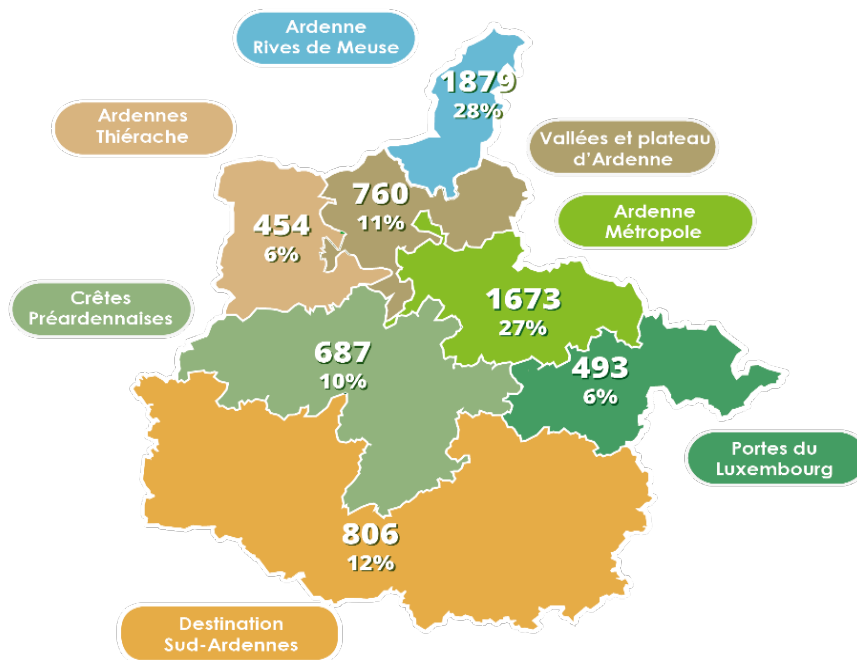 Ardenne
Rives de Meuse
1879
28%
Ardennes
Thiérache
Vallées et plateau
d'Ardenne
760
11%
454
6%
Ardenne
Métropole
Crêtes
Préardennaises
1673
27%
687
10%
493
6%
Portes du
Luxembourg
806
12%
Destination
Sud-Ardennes